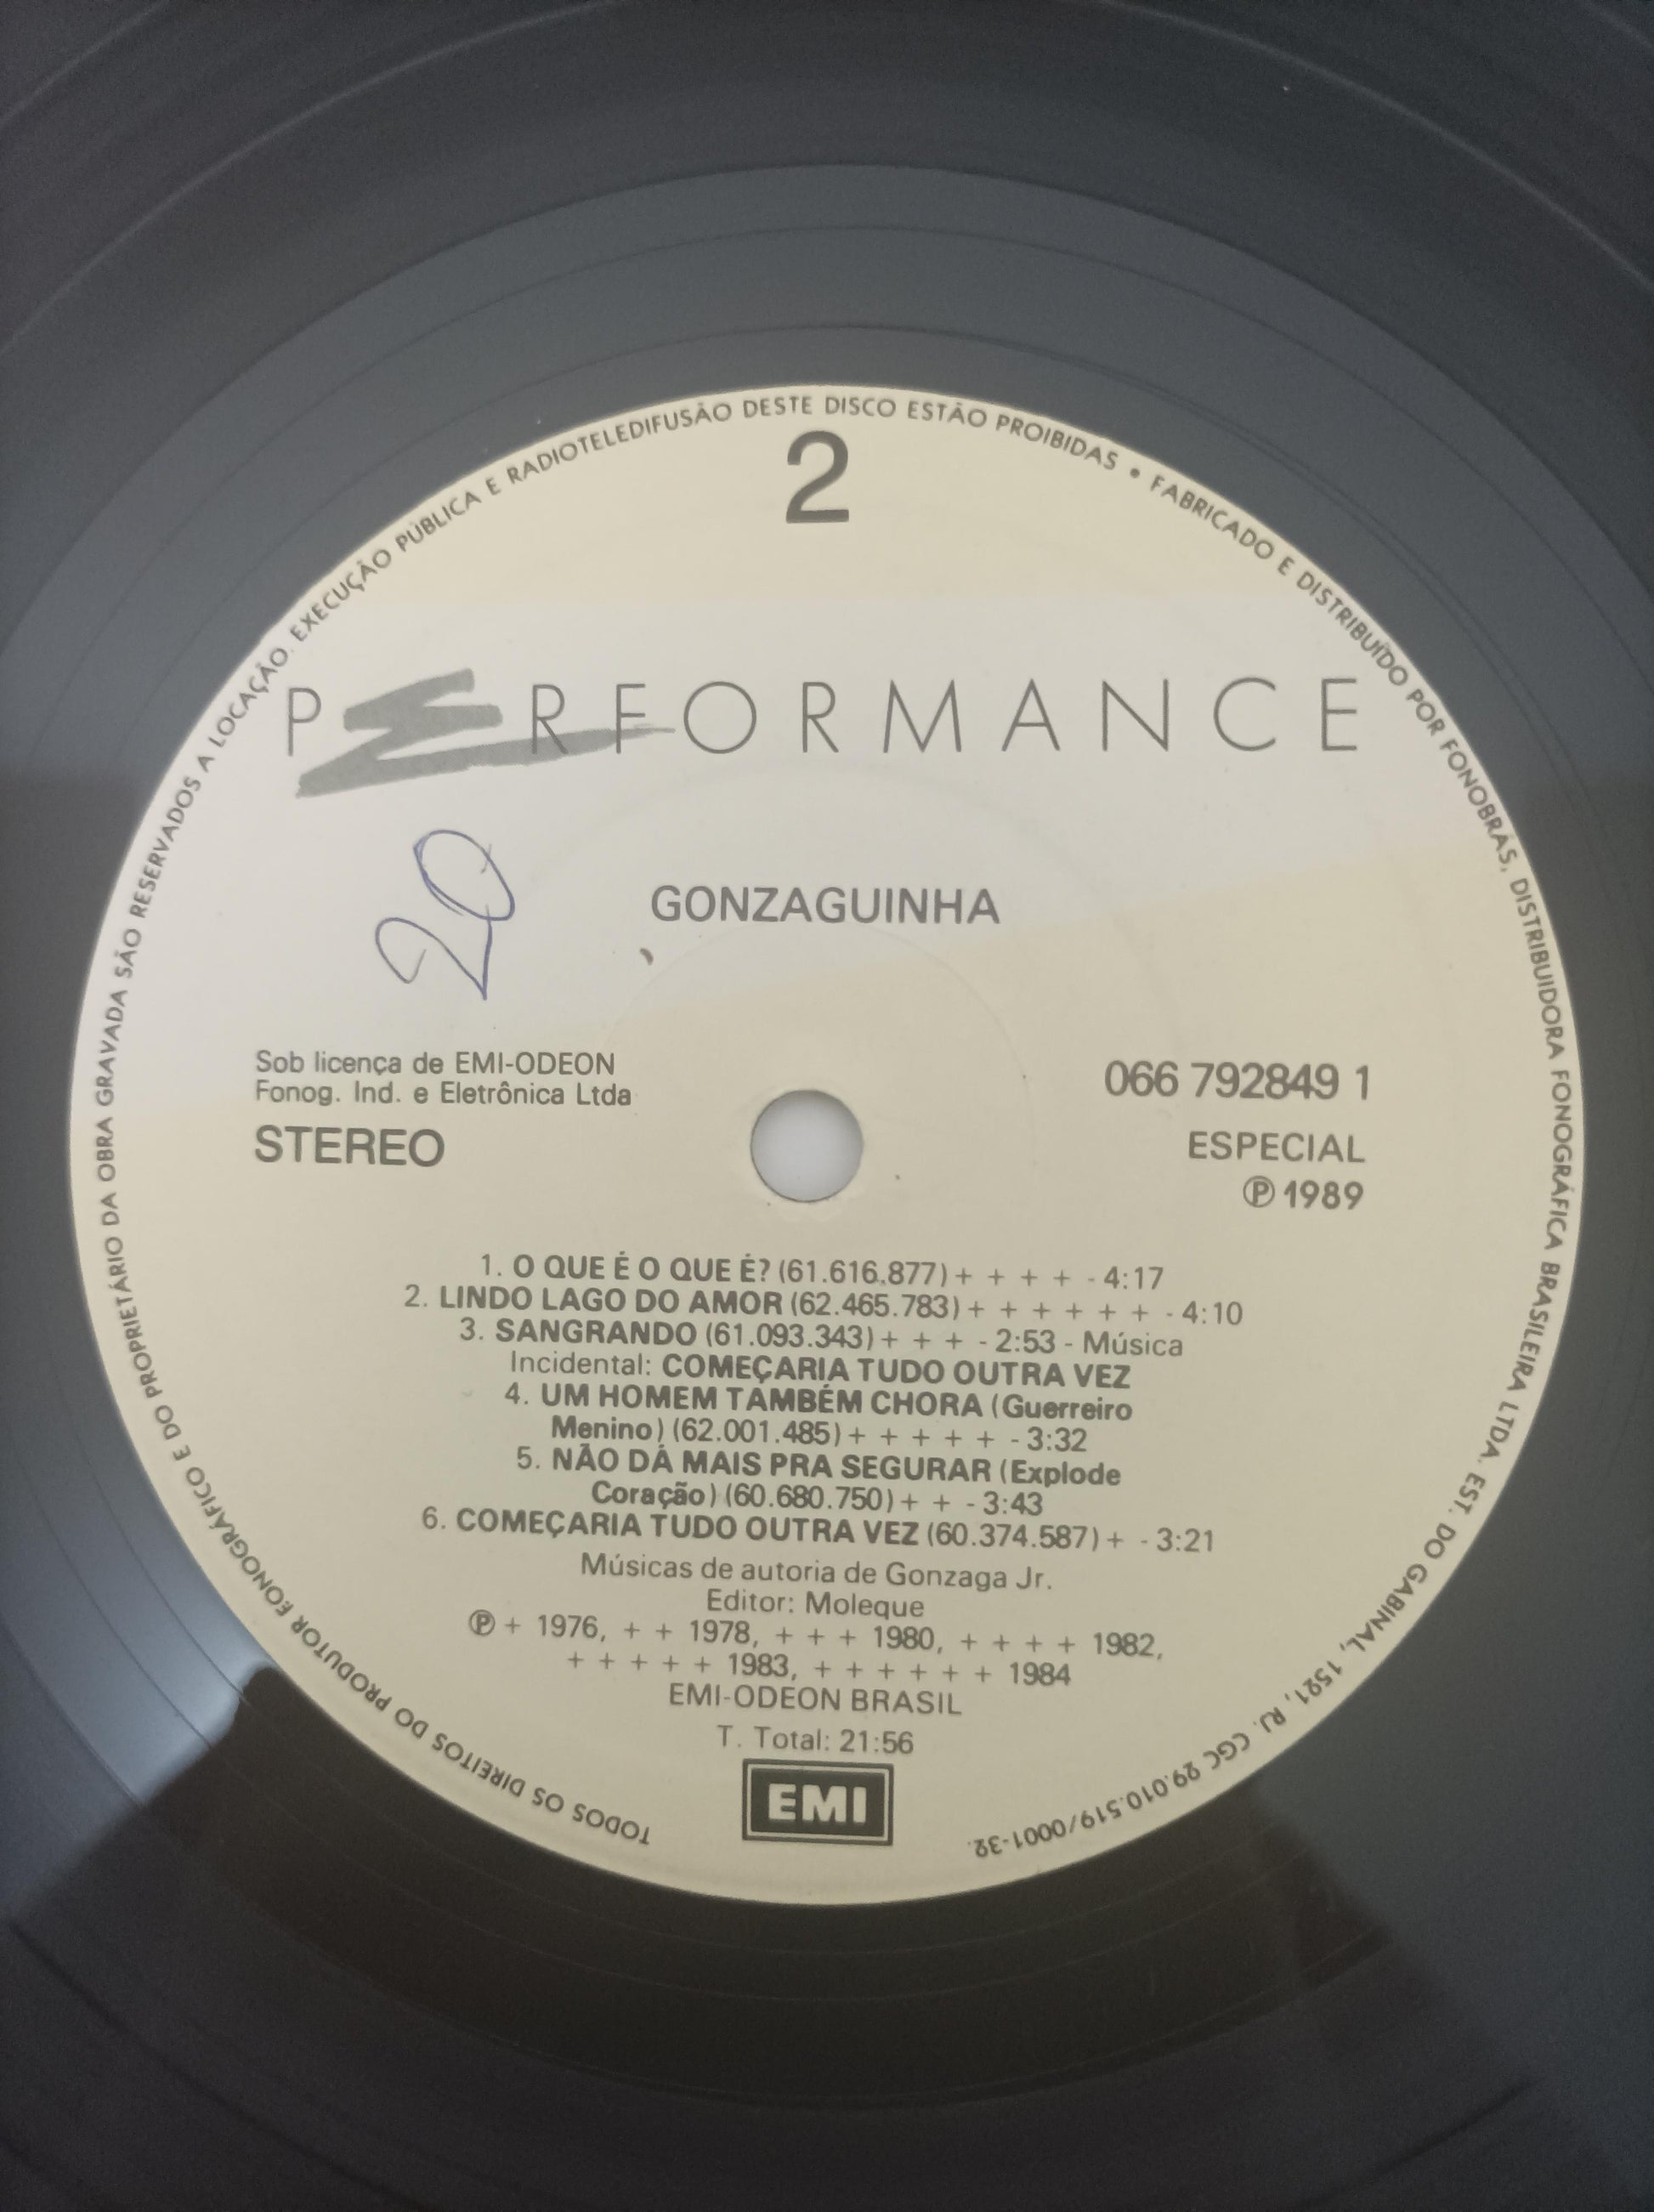 TODOS OS DIREITOS DO PRODUTOR FONOGRÁFICO E DO PROPRIETÁRIO DA OBRA GRAVADA SÃO RESERVADOS A LOCAÇÃO. EXECUÇÃO PÚBLICA E RADIOTELEDIFUSÃO DESTE DISCO ESTÃO PROIBIDAS • FABRICADO E DISTRIBUÍDO POR FONOBRÁS, DISTRIBUIDORA FONOGRÁFICA BRASILEIRA LTDA. EST. DO GABINAL, 1521, RJ. CGC 29.010.519/0001-32.
2
PERFORMANCE
20
GONZAGUINHA
Sob licença de EMI-ODEON
Fonog. Ind. e Eletrônica Ltda
STEREO
066 792849 1
ESPECIAL
℗ 1989
1. O QUE É O QUE É? (61.616.877) + + + + - 4:17
2. LINDO LAGO DO AMOR (62.465.783) + + + + + + - 4:10
3. SANGRANDO (61.093.343) + + + - 2:53 - Música
Incidental: COMEÇARIA TUDO OUTRA VEZ
4. UM HOMEM TAMBÉM CHORA (Guerreiro
Menino) (62.001.485) + + + + + - 3:32
5. NÃO DÁ MAIS PRA SEGURAR (Explode
Coração) (60.680.750) + + - 3:43
6. COMEÇARIA TUDO OUTRA VEZ (60.374.587) + - 3:21
Músicas de autoria de Gonzaga Jr.
Editor: Moleque
℗ + 1976, + + 1978, + + + 1980, + + + + 1982,
+ + + + + 1983, + + + + + + 1984
EMI-ODEON BRASIL
T. Total: 21:56
EMI